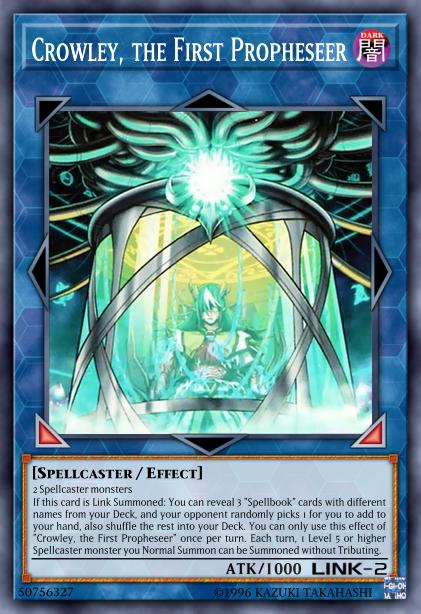 Crowley, the First Propheseer
DARK
闇
[Spellcaster / Effect]
2 Spellcaster monsters
If this card is Link Summoned: You can reveal 3 "Spellbook" cards with different
names from your Deck, and your opponent randomly picks 1 for you to add to
your hand, also shuffle the rest into your Deck. You can only use this effect of
"Crowley, the First Propheseer" once per turn. Each turn, 1 Level 5 or higher
Spellcaster monster you Normal Summon can be Summoned without Tributing.
ATK/1000 LINK-2
50756327 ©1996 KAZUKI TAKAHASHI